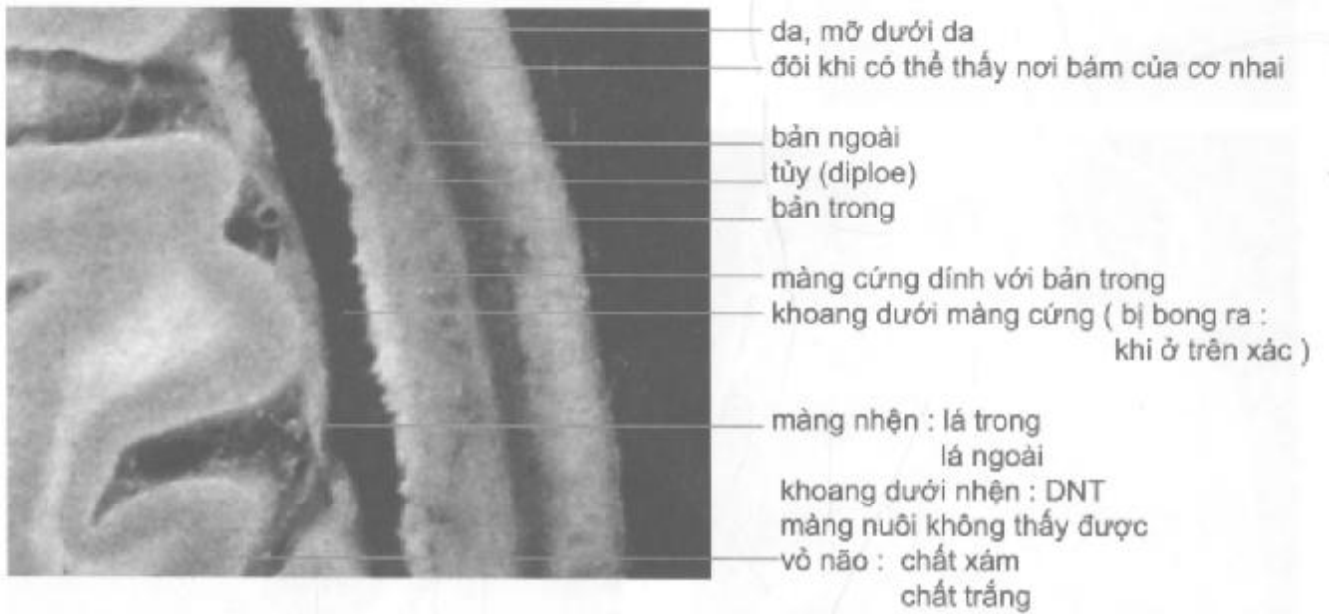 da, mỡ dưới da
đôi khi có thể thấy nơi bám của cơ nhai
bản ngoài
tủy (diploe)
bản trong
màng cứng dính với bản trong
khoang dưới màng cứng ( bị bong ra :
khi ở trên xác )
màng nhện : lá trong
lá ngoài
khoang dưới nhện : DNT
màng nuôi không thấy được
vỏ não : chất xám
chất trắng